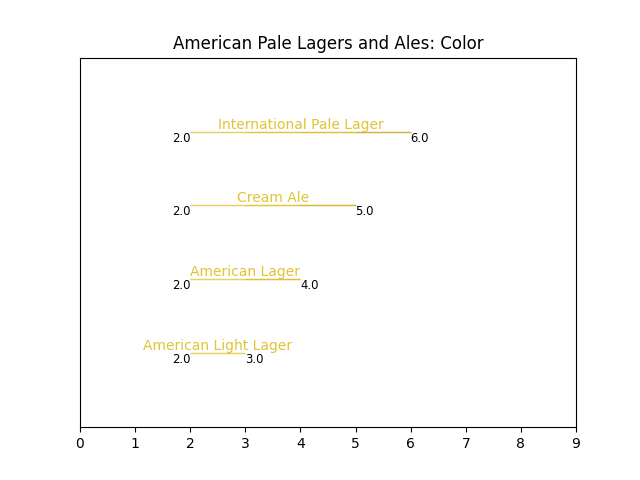 American Pale Lagers and Ales: Color
International Pale Lager
2.0 6.0
Cream Ale
2.0 5.0
American Lager
2.0 4.0
American Light Lager
2.0 3.0
0 1 2 3 4 5 6 7 8 9